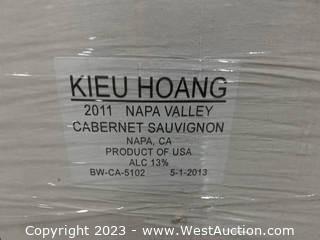 KIEU HOANG
2011 NAPA VALLEY
CABERNET SAUVIGNON
NAPA, CA
PRODUCT OF USA
ALC 13%
BW-CA-5102 5-1-2013
Copyright 2023 - www.WestAuction.com